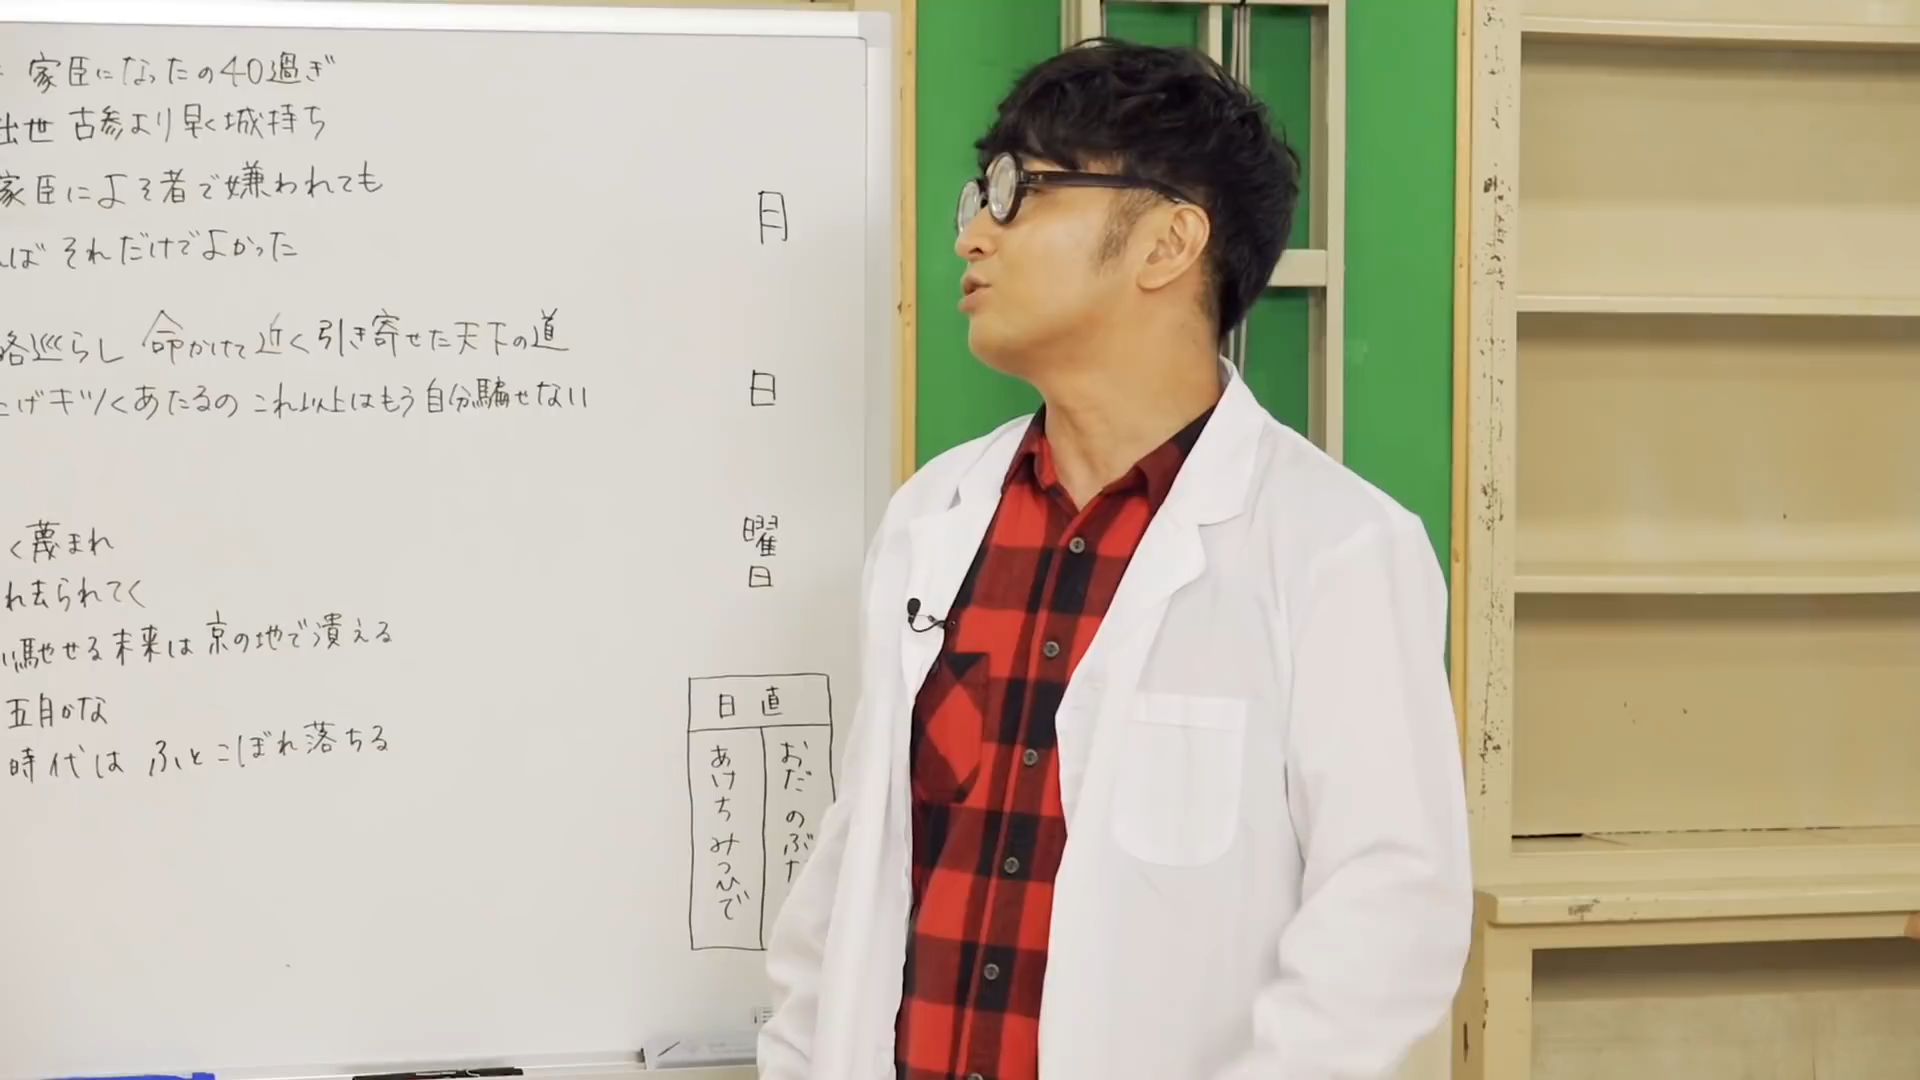 家臣になったの40過ぎ
出世 古参より早く城持ち
家臣によそ者で嫌われても
ばそれだけでよかった
巡らし 命かけて近く引き寄せた天下の道
げキツくあたるの これ以上はもう自分騙せない
く蔑まれ
れ去られてく
い馳せる未来は京の地で潰える
五月かな
時代は ふとこぼれ落ちる
月
日
曜日
日直
おだ のぶ
あけち みつひで